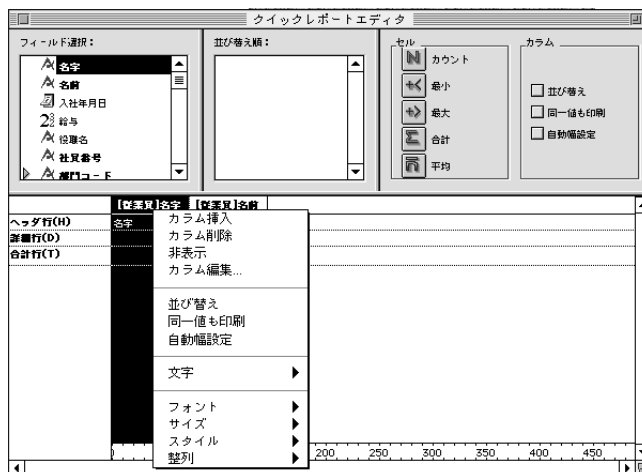 クイックレポートエディタ
フィールド選択：
名字
名前
入社年月日
給与
役職名
社員番号
部門コード
並び替え順：
セル
カウント
最小
最大
合計
平均
カラム
並び替え
同一値も印刷
自動幅設定
[従業員]名字 [従業員]名前
ヘッダ行(H) 名字
詳細行(D)
合計行(T)
カラム挿入
カラム削除
非表示
カラム編集...
並び替え
同一値も印刷
自動幅設定
文字
フォント
サイズ
スタイル
整列
200 250 300 350 400 450